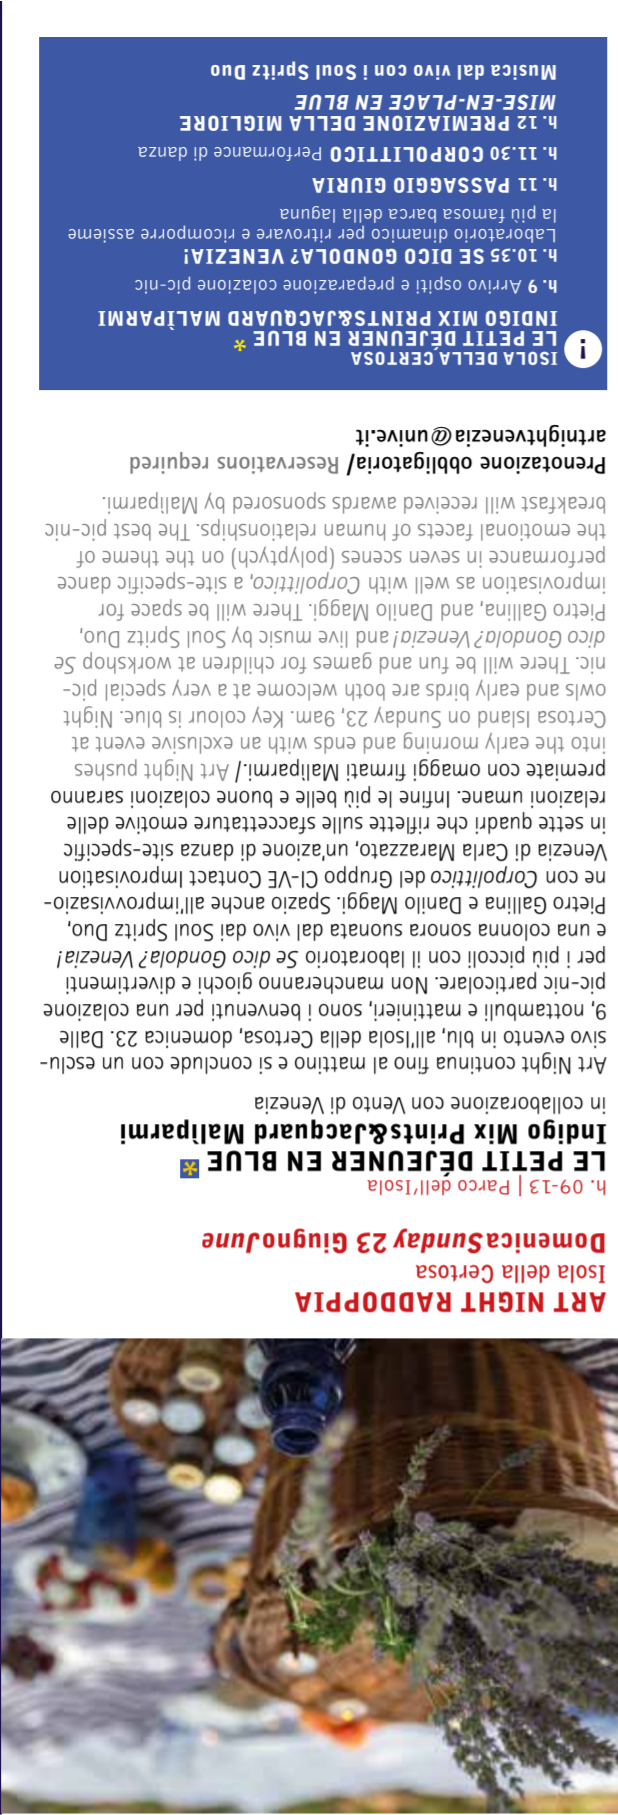 ART NIGHT RADDOPPIA
Isola della Certosa
DomenicaSunday 23 GiugnoJune
h. 09-13 | Parco dell'Isola
LE PETIT DÉJEUNER EN BLUE *
Indigo Mix Prints&Jacquard Malìparmi
in collaborazione con Vento di Venezia
Art Night continua fino al mattino e si conclude con un esclu-
sivo evento in blu, all'Isola della Certosa, domenica 23. Dalle
9, nottambuli e mattinieri, sono i benvenuti per una colazione
pic-nic particolare. Non mancheranno giochi e divertimenti
per i più piccoli con il laboratorio Se dico Gondola? Venezia!
e una colonna sonora suonata dal vivo dai Soul Spritz Duo,
Pietro Gallina e Danilo Maggi. Spazio anche all'improvvisazio-
ne con Corpolittico del Gruppo CI-VE Contact Improvisation
Venezia di Carla Marazzato, un'azione di danza site-specific
in sette quadri che riflette sulle sfaccettature emotive delle
relazioni umane. Infine le più belle e buone colazioni saranno
premiate con omaggi firmati Malìparmi./ Art Night pushes
into the early morning and ends with an exclusive event at
Certosa Island on Sunday 23, 9am. Key colour is blue. Night
owls and early birds are both welcome at a very special pic-
nic. There will be fun and games for children at workshop Se
dico Gondola? Venezia! and live music by Soul Spritz Duo,
Pietro Gallina, and Danilo Maggi. There will be space for
improvisation as well with Corpolittico, a site-specific dance
performance in seven scenes (polyptych) on the theme of
the emotional facets of human relationships. The best pic-nic
breakfast will received awards sponsored by Malìparmi.
Prenotazione obbligatoria/ Reservations required
artnightvenezia@unive.it
¡
ISOLA DELLA CERTOSA
LE PETIT DÉJEUNER EN BLUE *
INDIGO MIX PRINTS&JACQUARD MALÌPARMI
h. 9 Arrivo ospiti e preparazione colazione pic-nic
h. 10.35 SE DICO GONDOLA? VENEZIA!
Laboratorio dinamico per ritrovare e ricomporre assieme
la più famosa barca della laguna
h. 11 PASSAGGIO GIURIA
h. 11.30 CORPOLITTICO Performance di danza
h. 12 PREMIAZIONE DELLA MIGLIORE
MISE-EN-PLACE EN BLUE
Musica dal vivo con i Soul Spritz Duo